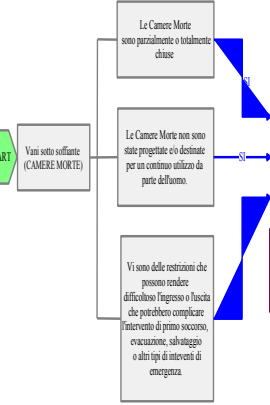 Le Camere Morte
sono parzialmente o totalmente
chiuse
SI
ART
Vani sotto soffiante
(CAMERE MORTE)
Le Camere Morte non sono
state progettate e/o destinate
per un continuo utilizzo da
parte dell'uomo.
SI
Vi sono delle restrizioni che
possono rendere
difficoltoso l'ingresso o l'uscita
che potrebbero complicare
l'intervento di primo soccorso,
evacuazione, salvataggio
o altri tipi di inteventi di
emergenza.